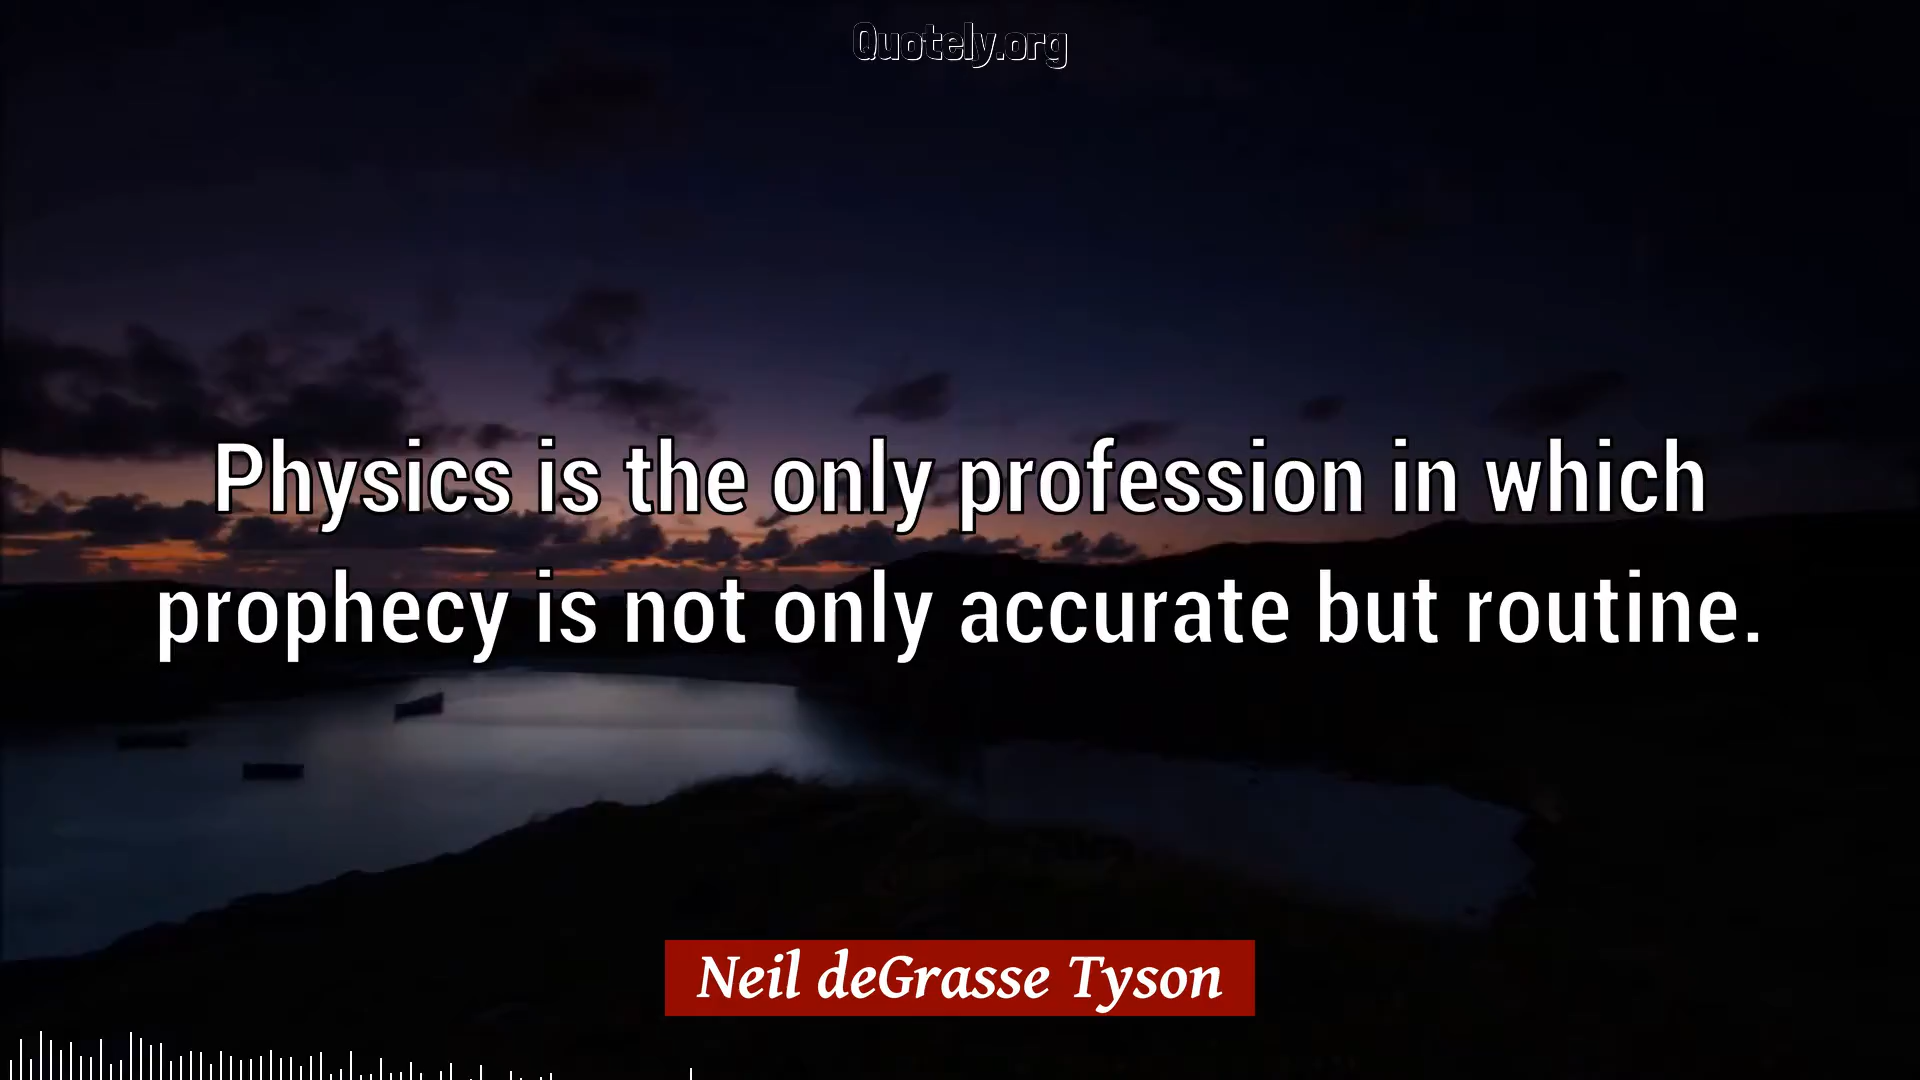 Quotely.org
Physics is the only profession in which
prophecy is not only accurate but routine.
Neil deGrasse Tyson